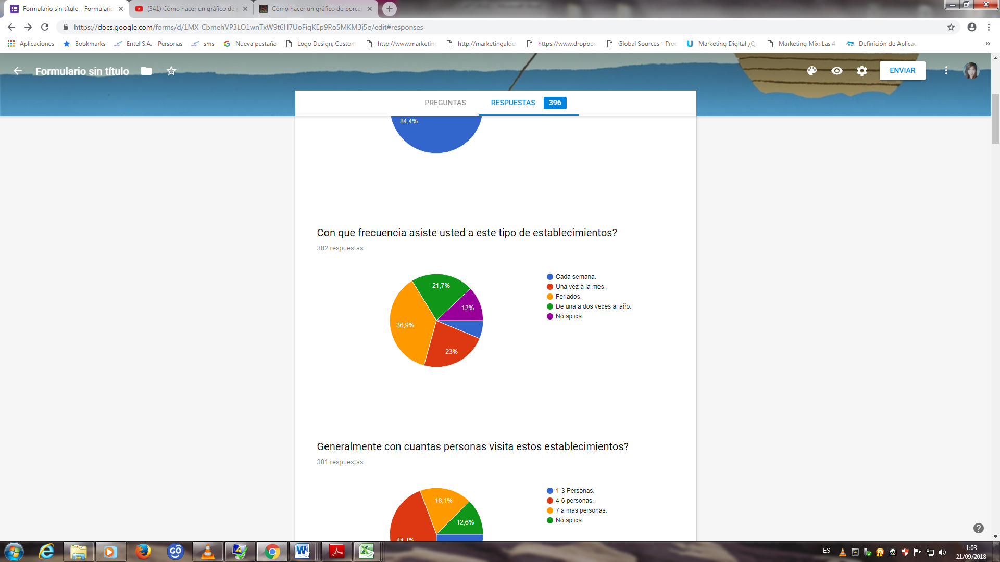 Formulario sin título - Formulario
(341) Cómo hacer un gráfico de p
Cómo hacer un gráfico de porce
https://docs.google.com/forms/d/1MX-CbmehVP3LO1wnTxW9t6H7UoFiqKEp9Ro5MKM3j5o/edit#responses
Aplicaciones
Bookmarks
Entel S.A. - Personas
sms
Nueva pestaña
Logo Design, Custom
http://www.marketing
http://marketingalde
https://www.dropbox
Global Sources - Proc
Marketing Digital ¿Q
Marketing Mix: Las 4
Definición de Aplicac
Formulario sin título
ENVIAR
PREGUNTAS
RESPUESTAS 396
84,4%
Con que frecuencia asiste usted a este tipo de establecimientos?
382 respuestas
21,7%
12%
36,9%
23%
Cada semana.
Una vez a la mes.
Feriados.
De una a dos veces al año.
No aplica.
Generalmente con cuantas personas visita estos establecimientos?
381 respuestas
18,1%
12,6%
44,1%
1-3 Personas.
4-6 personas.
7 a mas personas.
No aplica.
GO
ES
1:03
21/09/2018